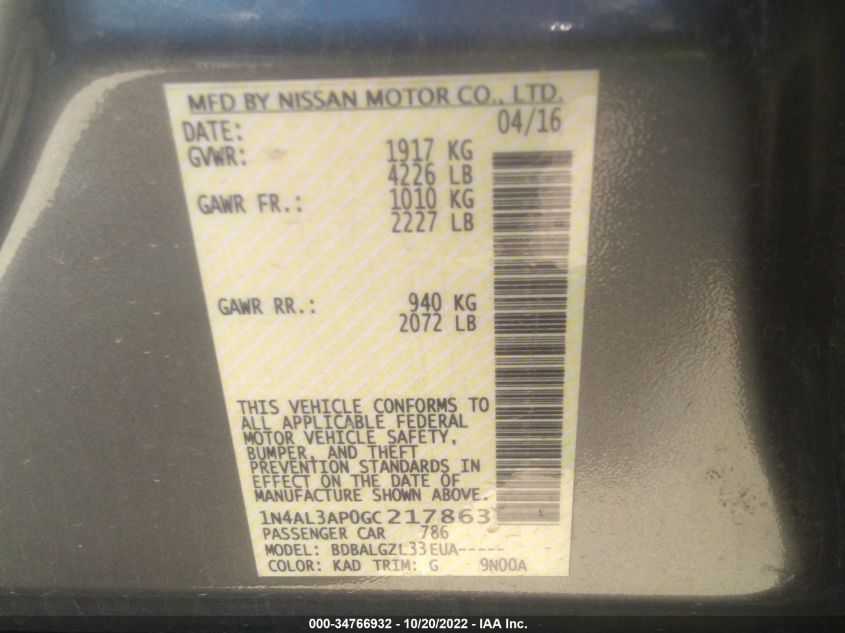 MFD BY NISSAN MOTOR CO., LTD.
DATE: 04/16
GVWR: 1917 KG
4226 LB
GAWR FR.: 1010 KG
2227 LB
GAWR RR.: 940 KG
2072 LB
THIS VEHICLE CONFORMS TO
ALL APPLICABLE FEDERAL
MOTOR VEHICLE SAFETY,
BUMPER, AND THEFT
PREVENTION STANDARDS IN
EFFECT ON THE DATE OF
MANUFACTURE SHOWN ABOVE.
1N4AL3AP0GC217863
PASSENGER CAR 786
MODEL: BDBALGZL33EUA-----
COLOR: KAD TRIM: G 9N00A
000-34766932 - 10/20/2022 - IAA Inc.